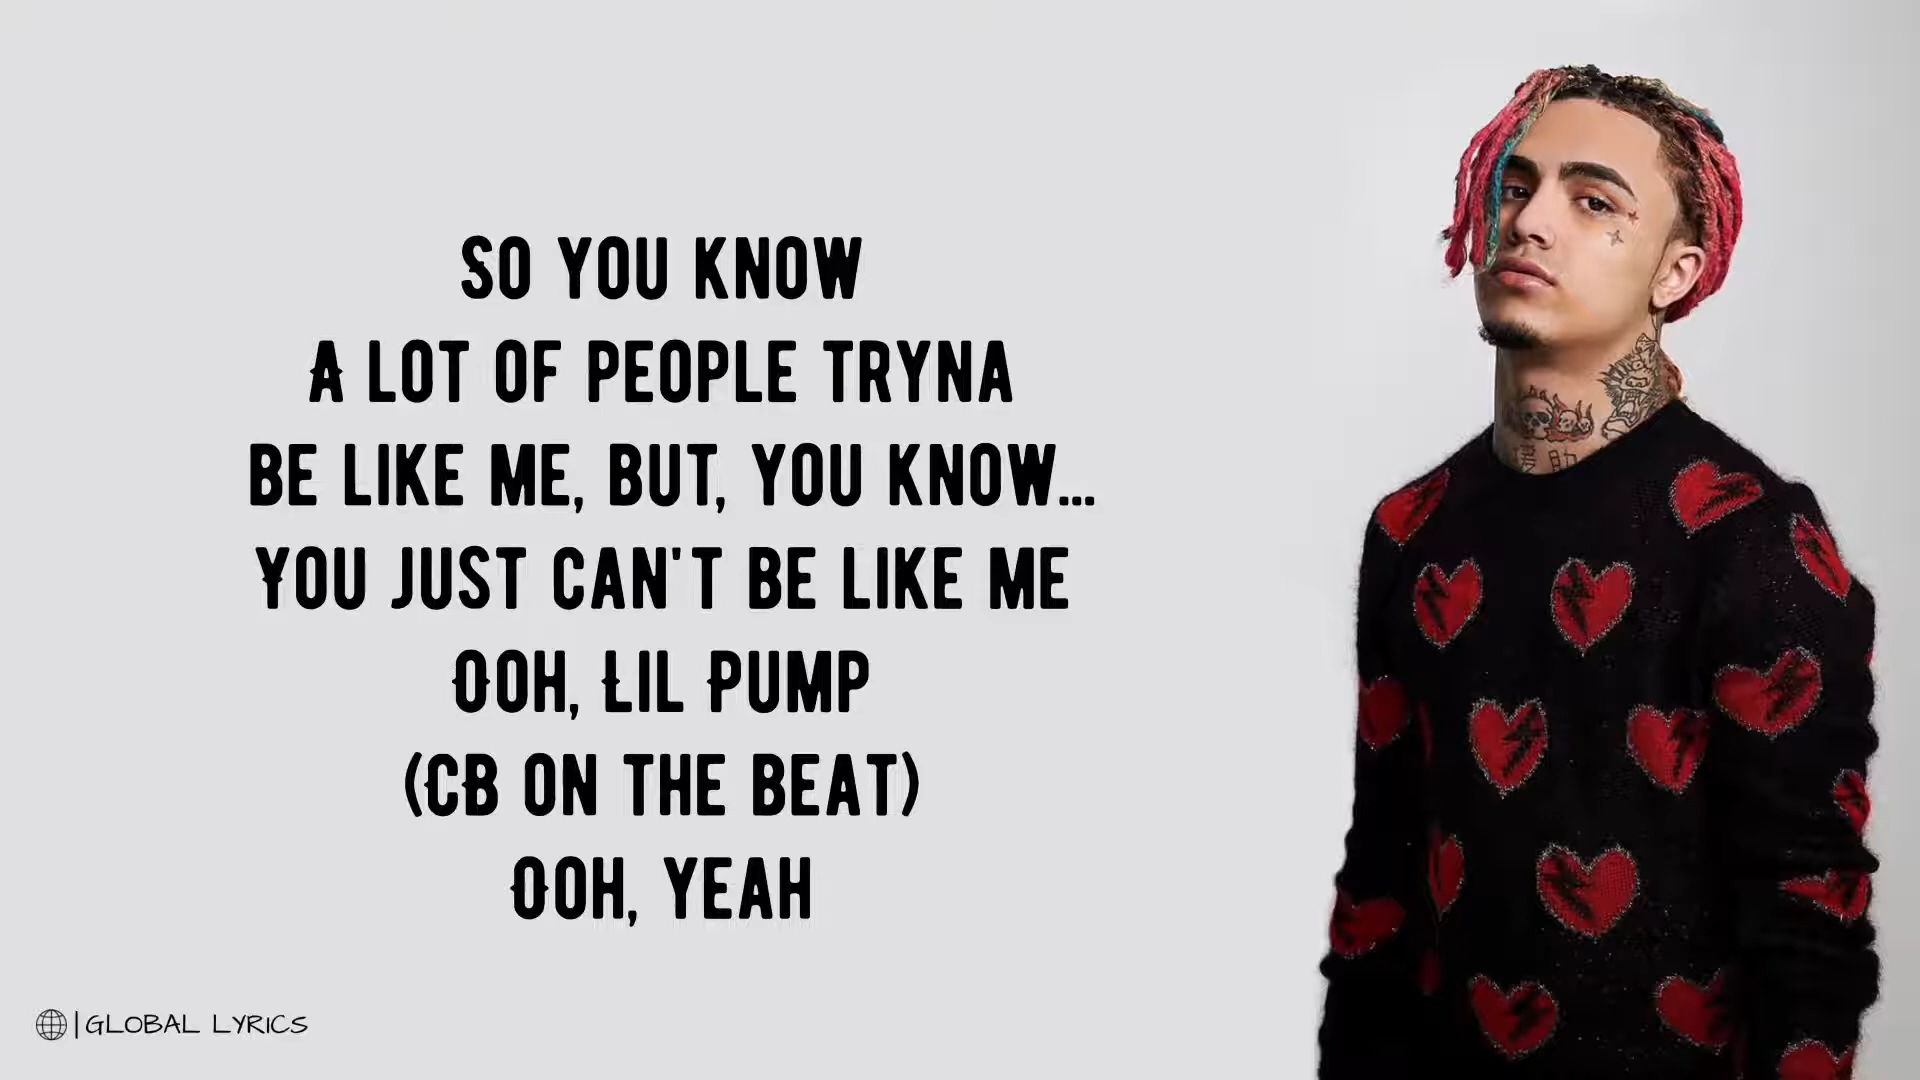 SO YOU KNOW
A LOT OF PEOPLE TRYNA
BE LIKE ME, BUT, YOU KNOW...
YOU JUST CAN'T BE LIKE ME
OOH, LIL PUMP
(CB ON THE BEAT)
OOH, YEAH
|GLOBAL LYRICS